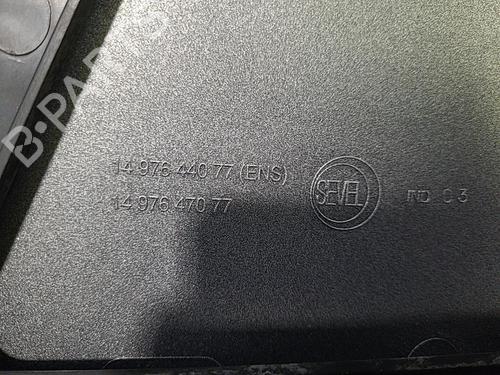 B-PARTS
14 976 440 77 (ENS)
14 976 470 77
SEVEL
IND 03